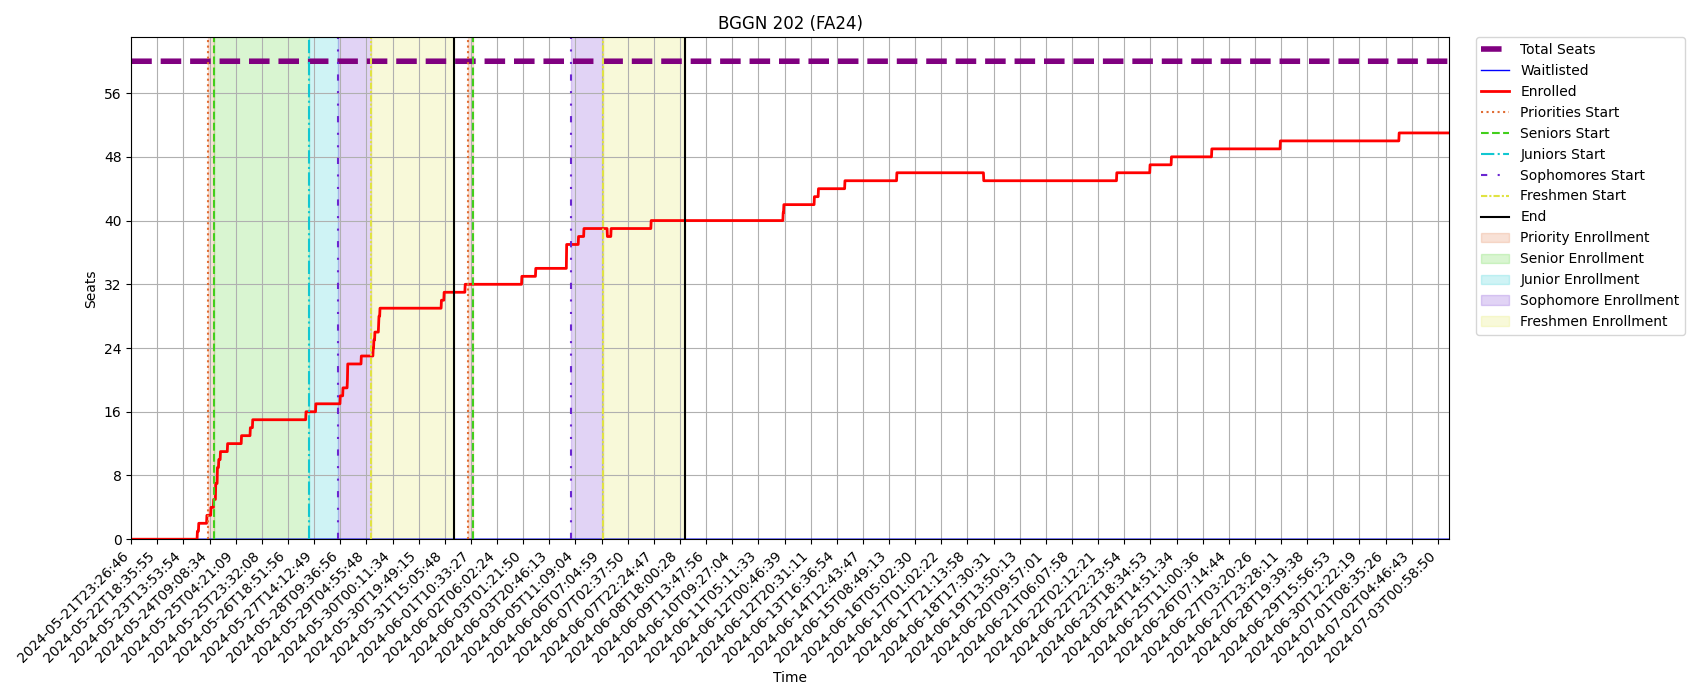 BGGN 202 (FA24)
Total Seats
Waitlisted
Enrolled
Priorities Start
Seniors Start
Juniors Start
Sophomores Start
Freshmen Start
End
Priority Enrollment
Senior Enrollment
Junior Enrollment
Sophomore Enrollment
Freshmen Enrollment
Seats
56
48
40
32
24
16
8
0
2024-05-21T23:26:46
2024-05-22T18:35:55
2024-05-23T13:53:54
2024-05-24T09:08:34
2024-05-25T04:21:09
2024-05-25T23:32:08
2024-05-26T18:51:56
2024-05-27T14:12:49
2024-05-28T09:36:56
2024-05-29T04:55:48
2024-05-30T00:11:34
2024-05-30T19:49:15
2024-05-31T15:05:48
2024-06-01T10:33:27
2024-06-02T06:02:24
2024-06-03T01:21:50
2024-06-03T20:46:13
2024-06-05T11:09:04
2024-06-06T07:04:59
2024-06-07T02:37:50
2024-06-07T22:24:47
2024-06-08T18:00:28
2024-06-09T13:47:56
2024-06-10T09:27:04
2024-06-11T05:11:33
2024-06-12T00:46:39
2024-06-12T20:31:11
2024-06-13T16:36:54
2024-06-14T12:43:47
2024-06-15T08:49:13
2024-06-16T05:02:30
2024-06-17T01:02:22
2024-06-17T21:13:58
2024-06-18T17:30:31
2024-06-19T13:50:13
2024-06-20T09:57:01
2024-06-21T06:07:58
2024-06-22T02:12:21
2024-06-22T22:23:54
2024-06-23T18:34:53
2024-06-24T14:51:34
2024-06-25T11:00:36
2024-06-26T07:14:44
2024-06-27T03:20:26
2024-06-27T23:28:11
2024-06-28T19:39:38
2024-06-29T15:56:53
2024-06-30T12:22:19
2024-07-01T08:35:26
2024-07-02T04:46:43
2024-07-03T00:58:50
Time